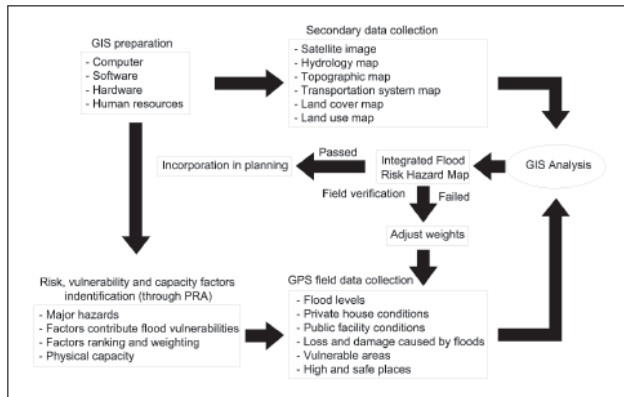 GIS preparation
- Computer
- Software
- Hardware
- Human resources
Secondary data collection
- Satellite image
- Hydrology map
- Topographic map
- Transportation system map
- Land cover map
- Land use map
GIS Analysis
Integrated Flood
Risk Hazard Map
Passed
Incorporation in planning
Field verification
Failed
Adjust weights
Risk, vulnerability and capacity factors
indentification (through PRA)
- Major hazards
- Factors contribute flood vulnerabilities
- Factors ranking and weighting
- Physical capacity
GPS field data collection
- Flood levels
- Private house conditions
- Public facility conditions
- Loss and damage caused by floods
- Vulnerable areas
- High and safe places